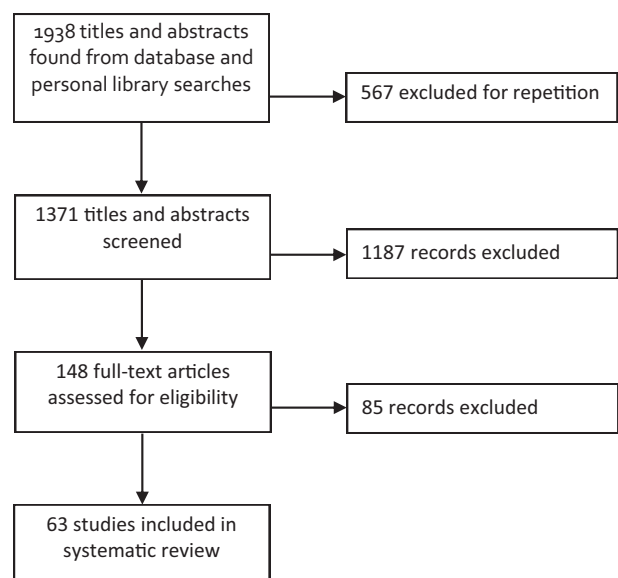 1938 titles and abstracts
found from database and
personal library searches
567 excluded for repetition
1371 titles and abstracts
screened
1187 records excluded
148 full-text articles
assessed for eligibility
85 records excluded
63 studies included in
systematic review